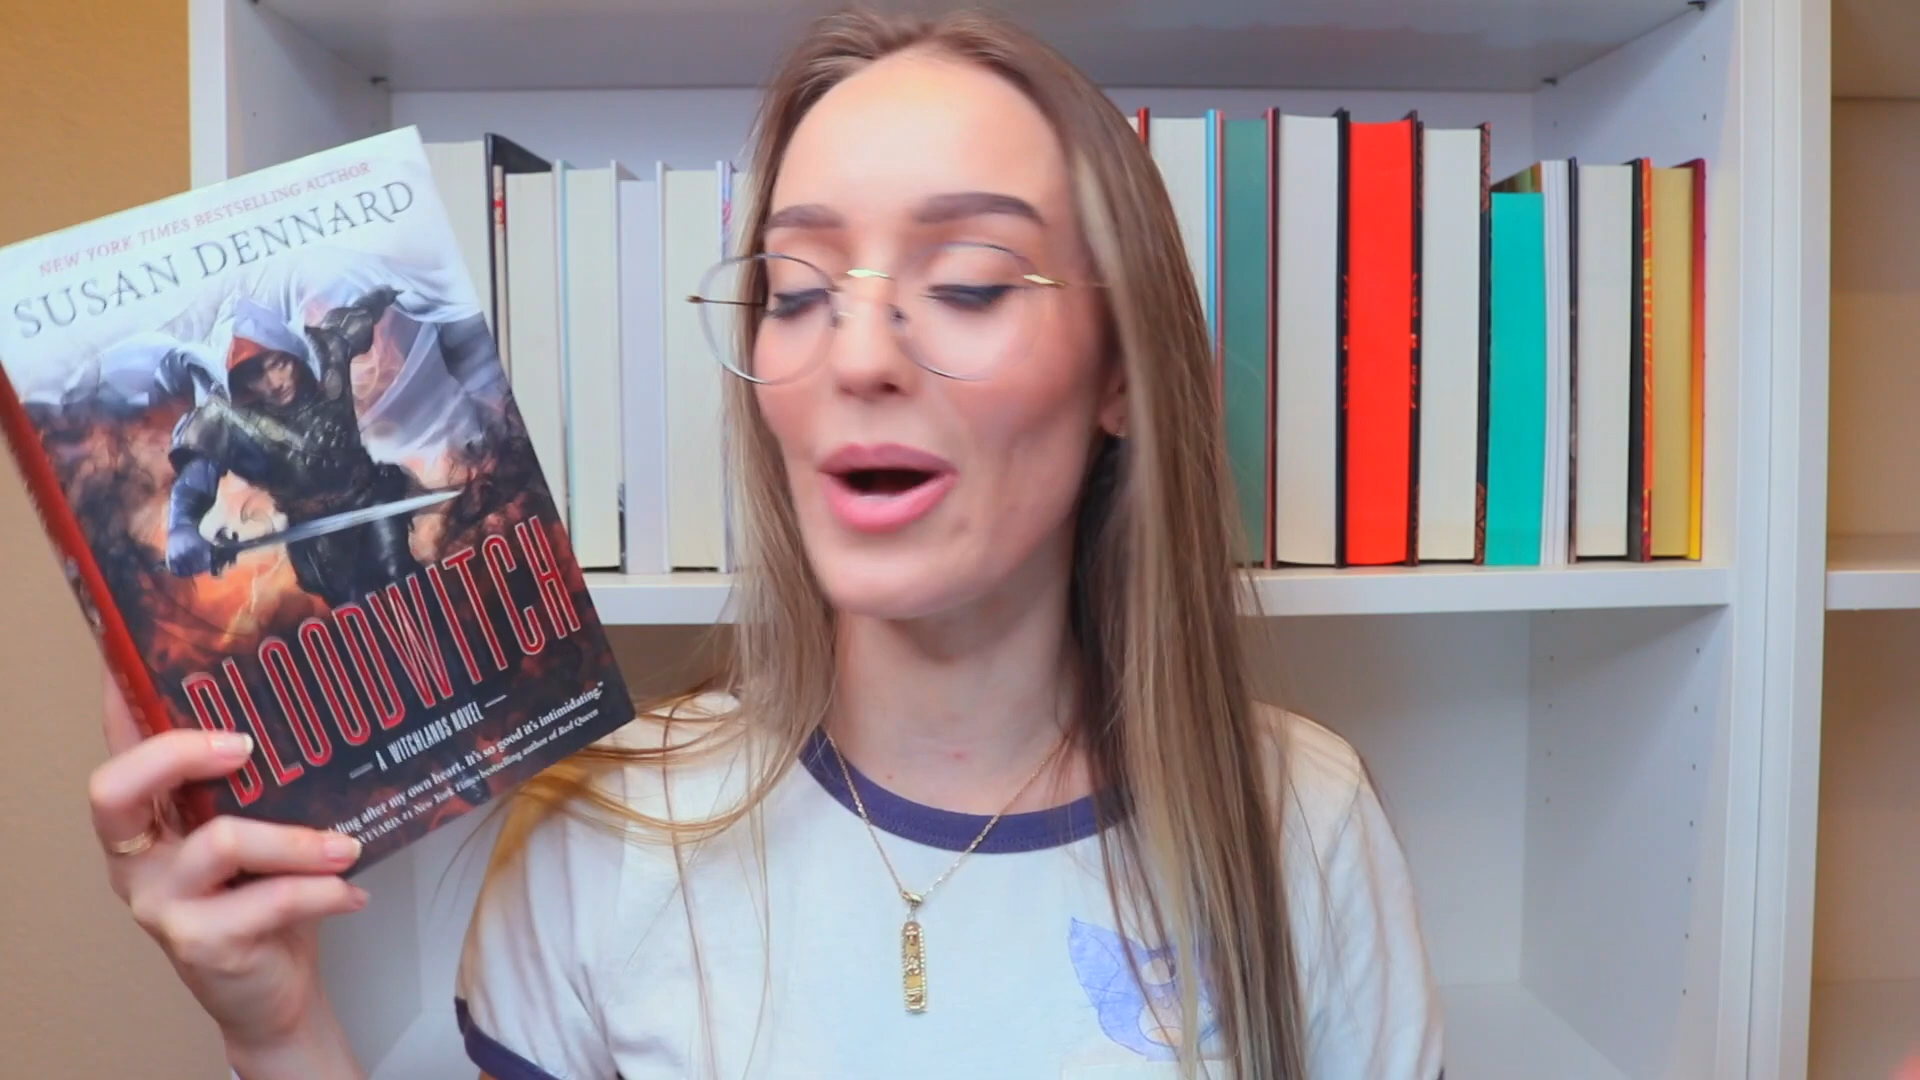 NEW YORK TIMES BESTSELLING AUTHOR
SUSAN DENNARD
BLOODWITCH
A WITCHLANDS NOVEL
after my own heart. It's so good it's intimidating."
#1 New York Times bestselling author of Red Queen